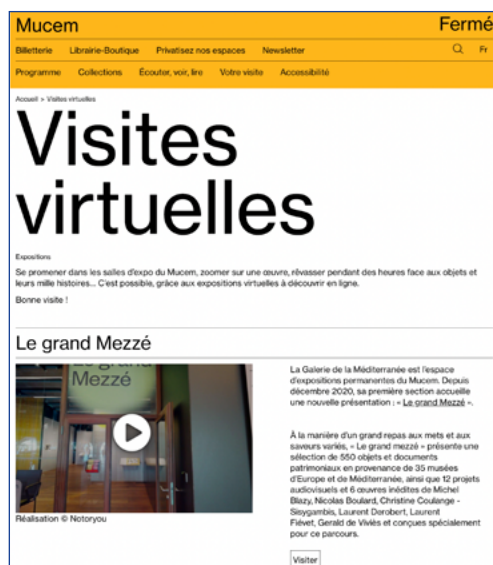 Mucem
Fermé
Billetterie Librairie-Boutique Privatisez nos espaces Newsletter Fr
Programme Collections Écouter, voir, lire Votre visite Accessibilité
Accueil > Visites virtuelles
Visites
virtuelles
Expositions
Se promener dans les salles d'expo du Mucem, zoomer sur une œuvre, rêvasser pendant des heures face aux objets et
leurs mille histoires... C'est possible, grâce aux expositions virtuelles à découvrir en ligne.
Bonne visite !
Le grand Mezzé
Le grand
Mezzé
Réalisation © Notoryou
La Galerie de la Méditerranée est l'espace
d'expositions permanentes du Mucem. Depuis
décembre 2020, sa première section accueille
une nouvelle présentation : « Le grand Mezzé ».
À la manière d'un grand repas aux mets et aux
saveurs variés, « Le grand mezzé » présente une
sélection de 550 objets et documents
patrimoniaux en provenance de 35 musées
d'Europe et de Méditerranée, ainsi que 12 projets
audiovisuels et 6 œuvres inédites de Michel
Blazy, Nicolas Boulard, Christine Coulange -
Sisygambis, Laurent Derobert, Laurent
Fiévet, Gerald de Viviès et conçues spécialement
pour ce parcours.
Visiter